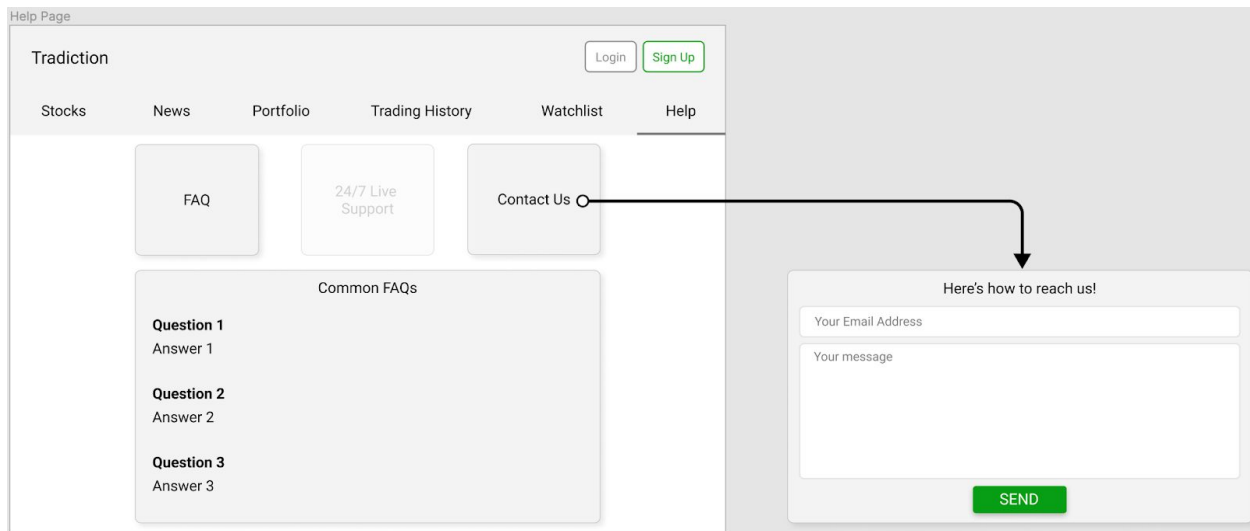 Help Page
Tradiction
Login
Sign Up
Stocks
News
Portfolio
Trading History
Watchlist
Help
FAQ
24/7 Live
Support
Contact Us
Common FAQs
Question 1
Answer 1
Question 2
Answer 2
Question 3
Answer 3
Here’s how to reach us!
Your Email Address
Your message
SEND